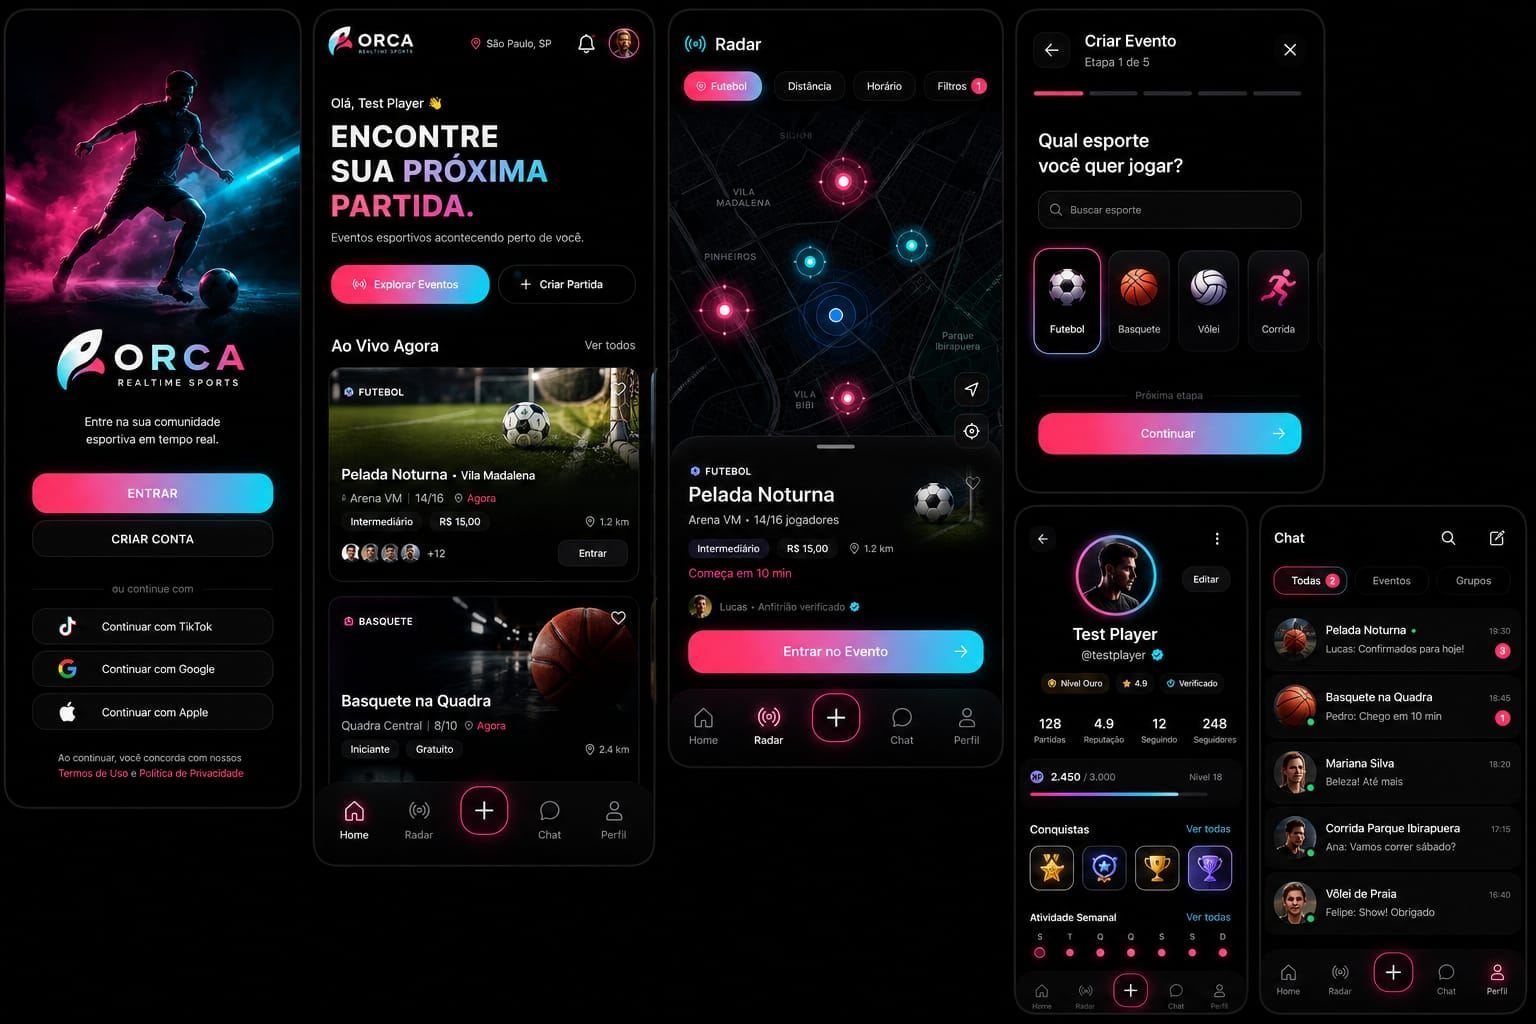 ORCA
REALTIME SPORTS
Entre na sua comunidade
esportiva em tempo real.
ENTRAR
CRIAR CONTA
ou continue com
Continuar com TikTok
Continuar com Google
Continuar com Apple
Ao continuar, você concorda com nossos
Termos de Uso e Política de Privacidade
ORCA
REALTIME SPORTS
São Paulo, SP
Olá, Test Player 👋
ENCONTRE
SUA PRÓXIMA
PARTIDA.
Eventos esportivos acontecendo perto de você.
Explorar Eventos
+ Criar Partida
Ao Vivo Agora
Ver todos
FUTEBOL
Pelada Noturna • Vila Madalena
Arena VM | 14/16 Agora
Intermediário R$ 15,00 1.2 km
+12
Entrar
BASQUETE
Basquete na Quadra
Quadra Central | 8/10 Agora
Iniciante Gratuito 2.4 km
Home Radar Chat Perfil
Radar
Futebol Distância Horário Filtros 1
VILA
MADALENA
PINHEIROS
Parque
Ibirapuera
VILA
BIBI
FUTEBOL
Pelada Noturna
Arena VM • 14/16 jogadores
Intermediário R$ 15,00 1.2 km
Começa em 10 min
Lucas • Anfitrião verificado
Entrar no Evento
Home Radar Chat Perfil
Criar Evento
Etapa 1 de 5
Qual esporte
você quer jogar?
Buscar esporte
Futebol Basquete Vôlei Corrida
Próxima etapa
Continuar
Editar
Test Player
@testplayer
Nível Ouro 4.9 Verificado
128 4.9 12 248
Partidas Reputação Seguindo Seguidores
XP 2.450 / 3.000 Nível 18
Conquistas Ver todas
Atividade Semanal Ver todas
S T Q Q S S D
Home Radar Chat Perfil
Chat
Todas 2 Eventos Grupos
Pelada Noturna 19:30
Lucas: Confirmados para hoje! 3
Basquete na Quadra 18:45
Pedro: Chego em 10 min 1
Mariana Silva 18:20
Beleza! Até mais
Corrida Parque Ibirapuera 17:15
Ana: Vamos correr sábado?
Vôlei de Praia 16:40
Felipe: Show! Obrigado
Home Radar Chat Perfil